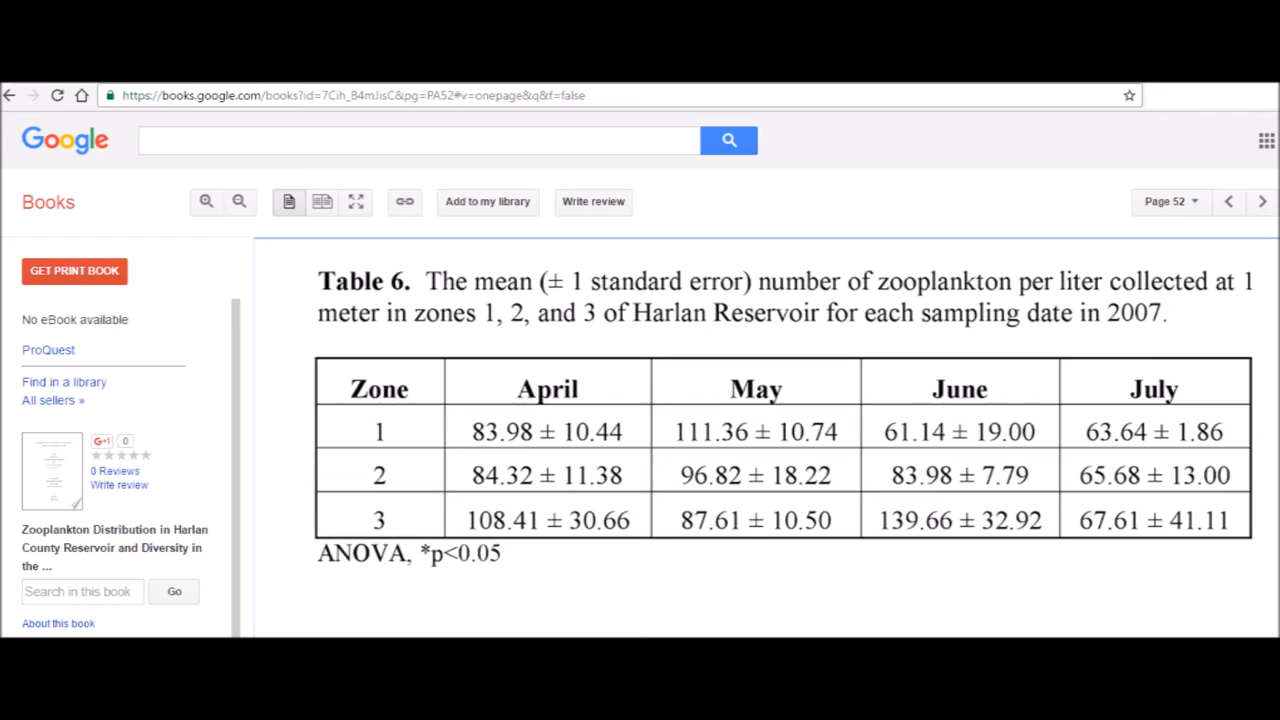 https://books.google.com/books?id=7Cih_B4mJisC&pg=PA52#v=onepage&q&f=false
Google
Books
Add to my library
Write review
Page 52
GET PRINT BOOK
No eBook available
ProQuest
Find in a library
All sellers »
G+1 0
0 Reviews
Write review
Zooplankton Distribution in Harlan
County Reservoir and Diversity in
the ...
Search in this book Go
About this book
Table 6. The mean (± 1 standard error) number of zooplankton per liter collected at 1
meter in zones 1, 2, and 3 of Harlan Reservoir for each sampling date in 2007.
Zone April May June July
1 83.98 ± 10.44 111.36 ± 10.74 61.14 ± 19.00 63.64 ± 1.86
2 84.32 ± 11.38 96.82 ± 18.22 83.98 ± 7.79 65.68 ± 13.00
3 108.41 ± 30.66 87.61 ± 10.50 139.66 ± 32.92 67.61 ± 41.11
ANOVA, *p<0.05